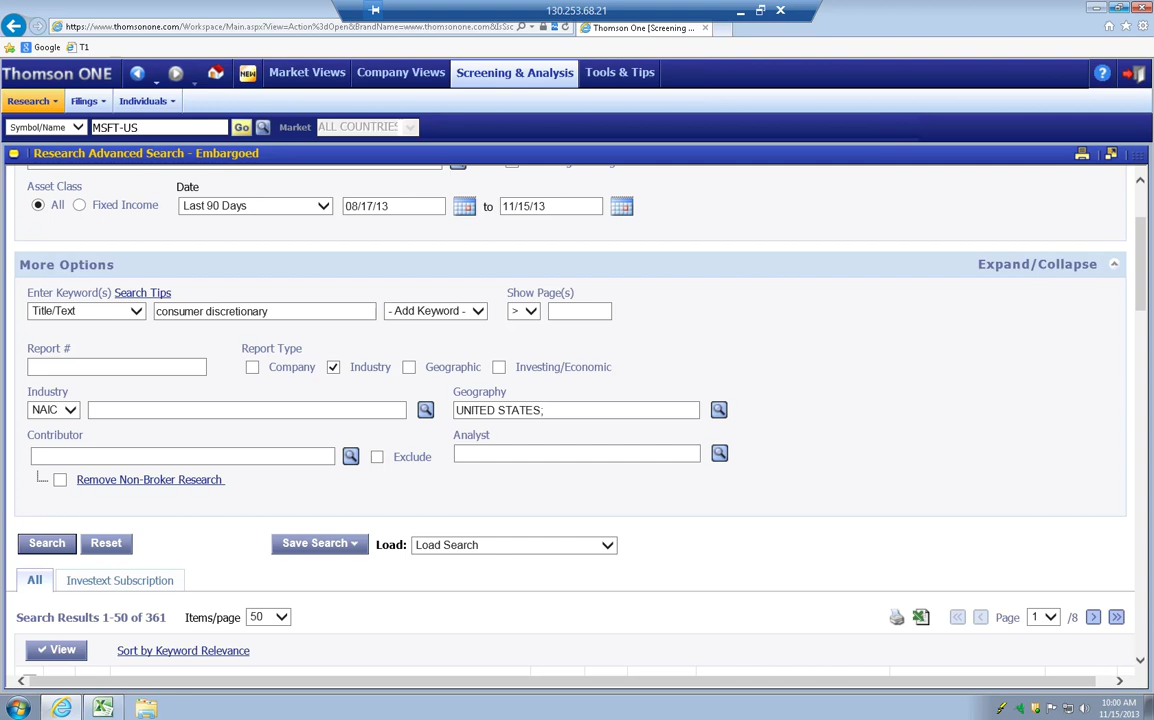 130.253.68.21
https://www.thomsonone.com/Workspace/Main.aspx?View=Action%3dOpen&BrandName=www.thomsonone.com&IsSsc
Thomson One [Screening ...
Google T1
Thomson ONE NEW Market Views Company Views Screening & Analysis Tools & Tips
Research Filings Individuals
Symbol/Name MSFT-US Go Market ALL COUNTRIES
Research Advanced Search - Embargoed
Asset Class Date
All Fixed Income Last 90 Days 08/17/13 to 11/15/13
More Options Expand/Collapse
Enter Keyword(s) Search Tips Show Page(s)
Title/Text consumer discretionary - Add Keyword - >
Report # Report Type
Company Industry Geographic Investing/Economic
Industry Geography
NAIC UNITED STATES;
Contributor Analyst
Exclude
Remove Non-Broker Research
Search Reset Save Search Load: Load Search
All Investext Subscription
Search Results 1-50 of 361 Items/page 50 Page 1 /8
View Sort by Keyword Relevance
10:00 AM
11/15/2013